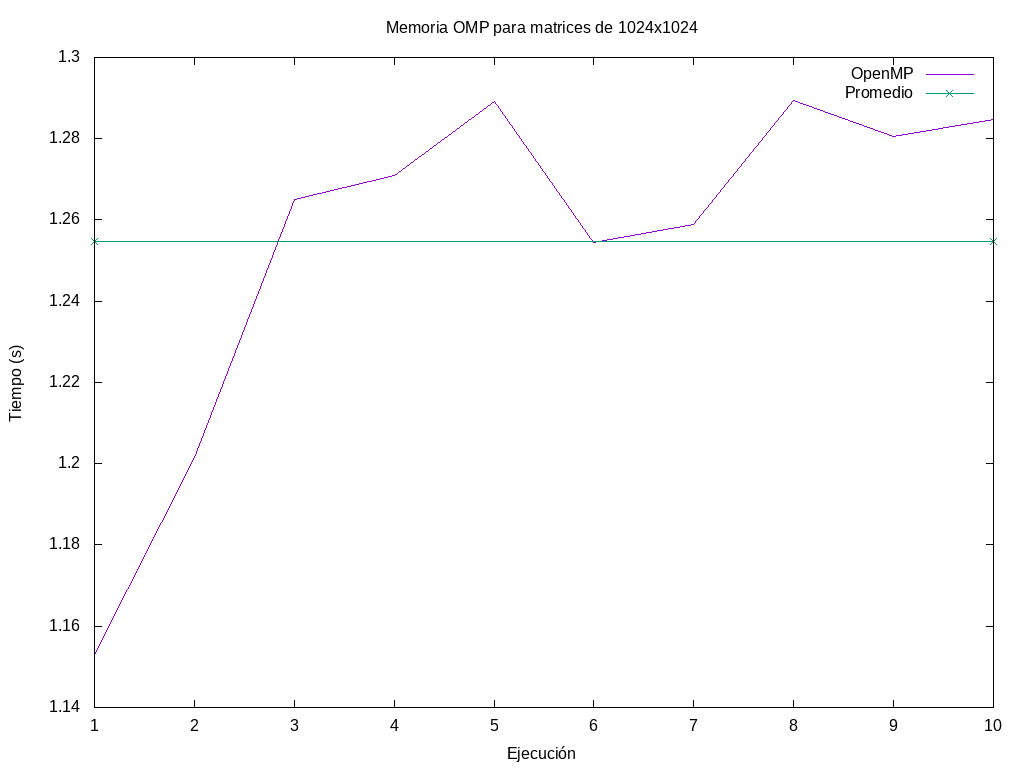 Memoria OMP para matrices de 1024x1024
OpenMP
Promedio
1.3
1.28
1.26
1.24
1.22
1.2
1.18
1.16
1.14
Tiempo (s)
1 2 3 4 5 6 7 8 9 10
Ejecución